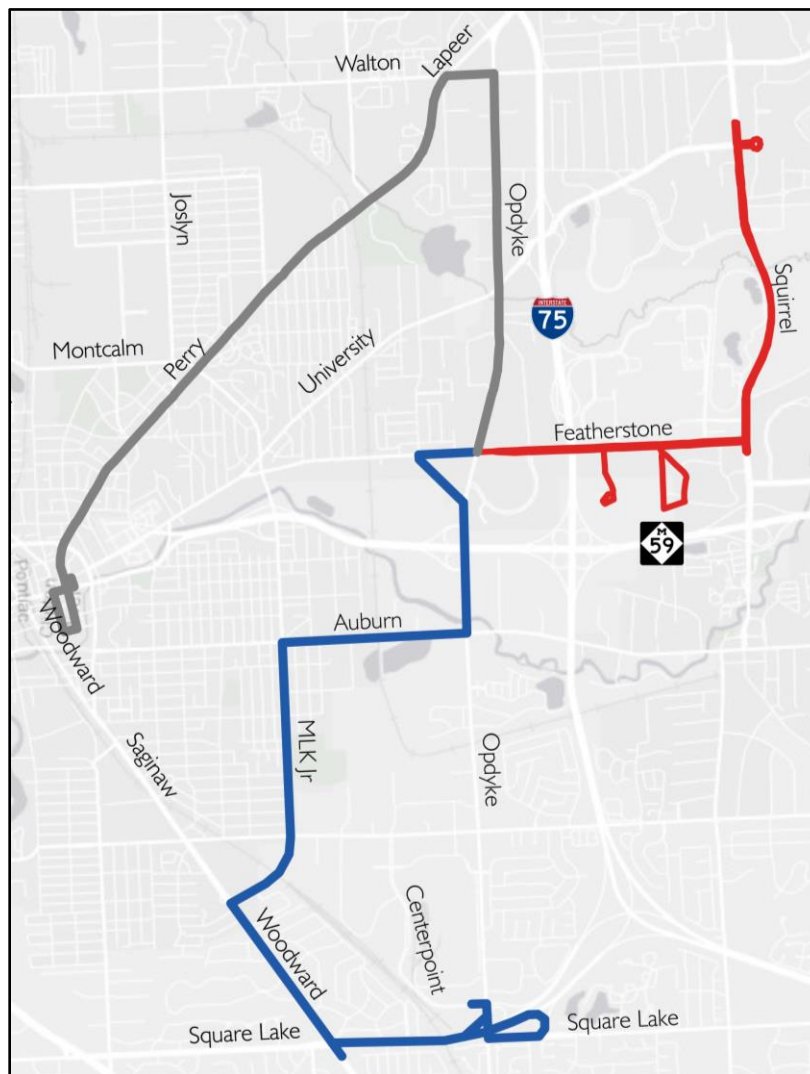 Walton
Lapeer
Joslyn
Opdyke
Squirrel
INTERSTATE
75
Montcalm
Perry
University
Featherstone
M
59
Pontiac
Woodward
Auburn
MLK Jr
Opdyke
Saginaw
Centerpoint
Woodward
Square Lake
Square Lake